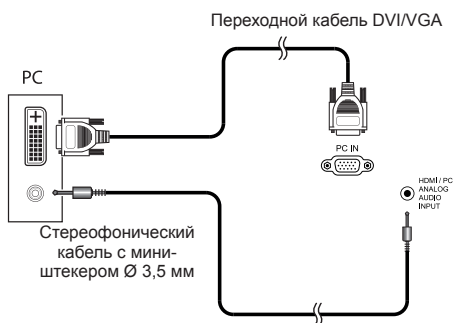 Переходной кабель DVI/VGA
PC
PC IN
HDMI / PC
ANALOG
AUDIO
INPUT
Стереофонический
кабель с мини-
штекером Ø 3,5 мм